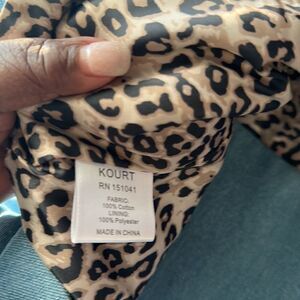 KOURT
RN 151041
FABRIC:
100% Cotton
LINING:
100% Polyester
MADE IN CHINA